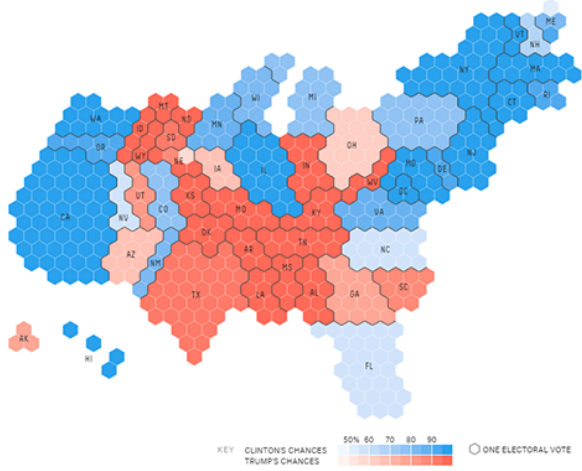 ME
VT
NH
NY
MA
WI
MI
MT
WA
ND
MN
PA
CT
RI
ID
SD
OR
OH
NJ
WY
NE
IA
IL
IN
MD
DE
UT
KS
WV
DC
CA
NV
CO
MO
KY
VA
OK
TN
NC
AZ
NM
AR
MS
TX
LA
AL
GA
SC
AK
HI
FL
50% 60 70 80 90
KEY CLINTON'S CHANCES
TRUMP'S CHANCES
ONE ELECTORAL VOTE